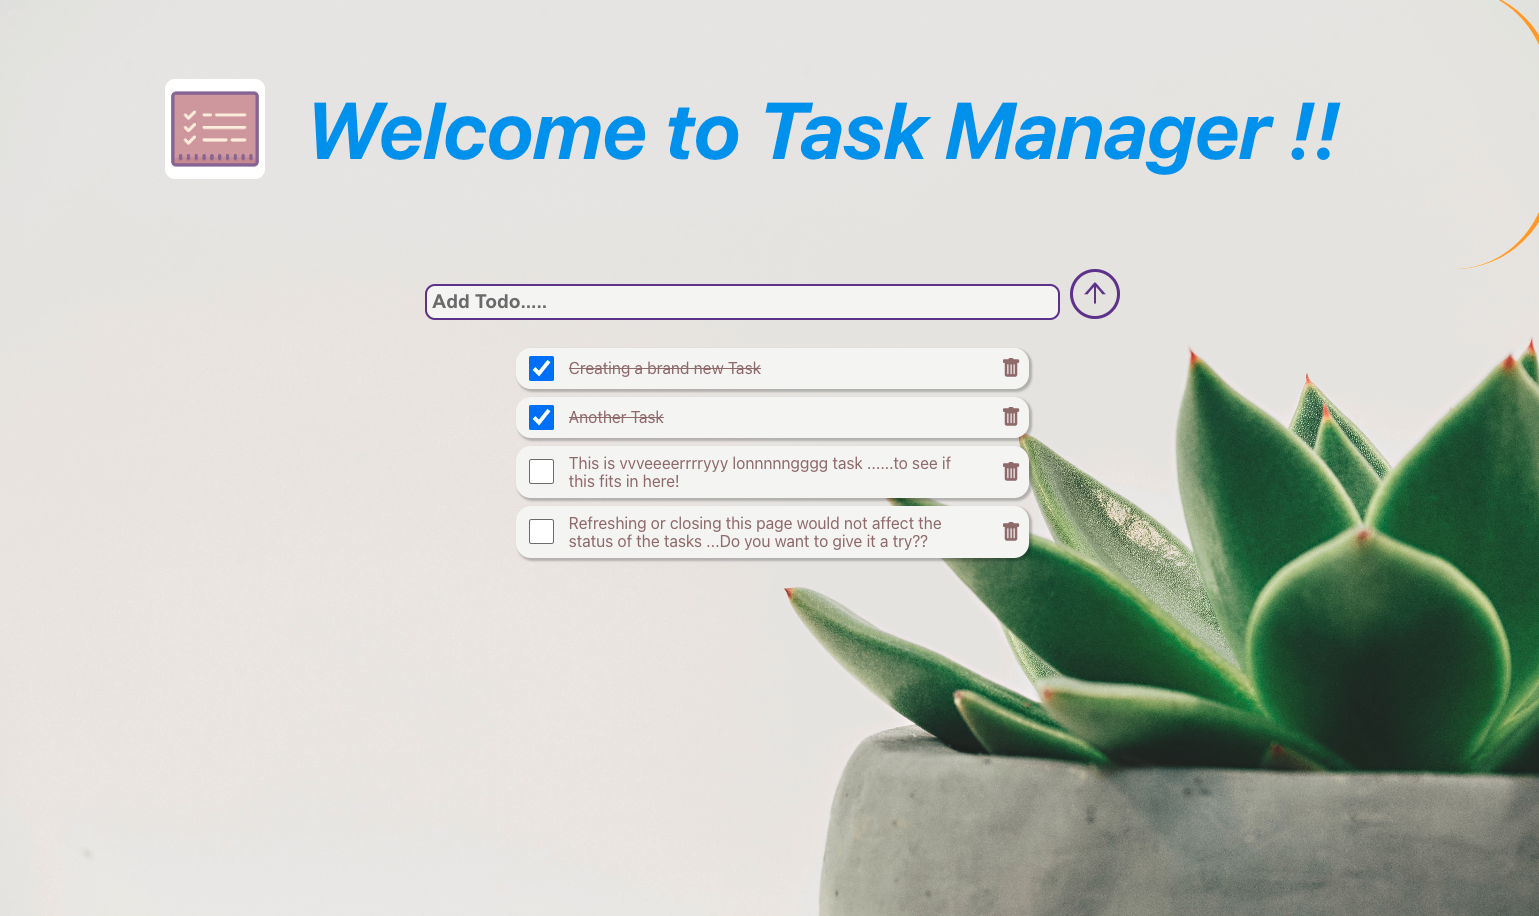 Welcome to Task Manager !!
Add Todo.....
Creating a brand new Task
Another Task
This is vvveeeerrrryyy lonnnnngggg task ......to see if
this fits in here!
Refreshing or closing this page would not affect the
status of the tasks ...Do you want to give it a try??